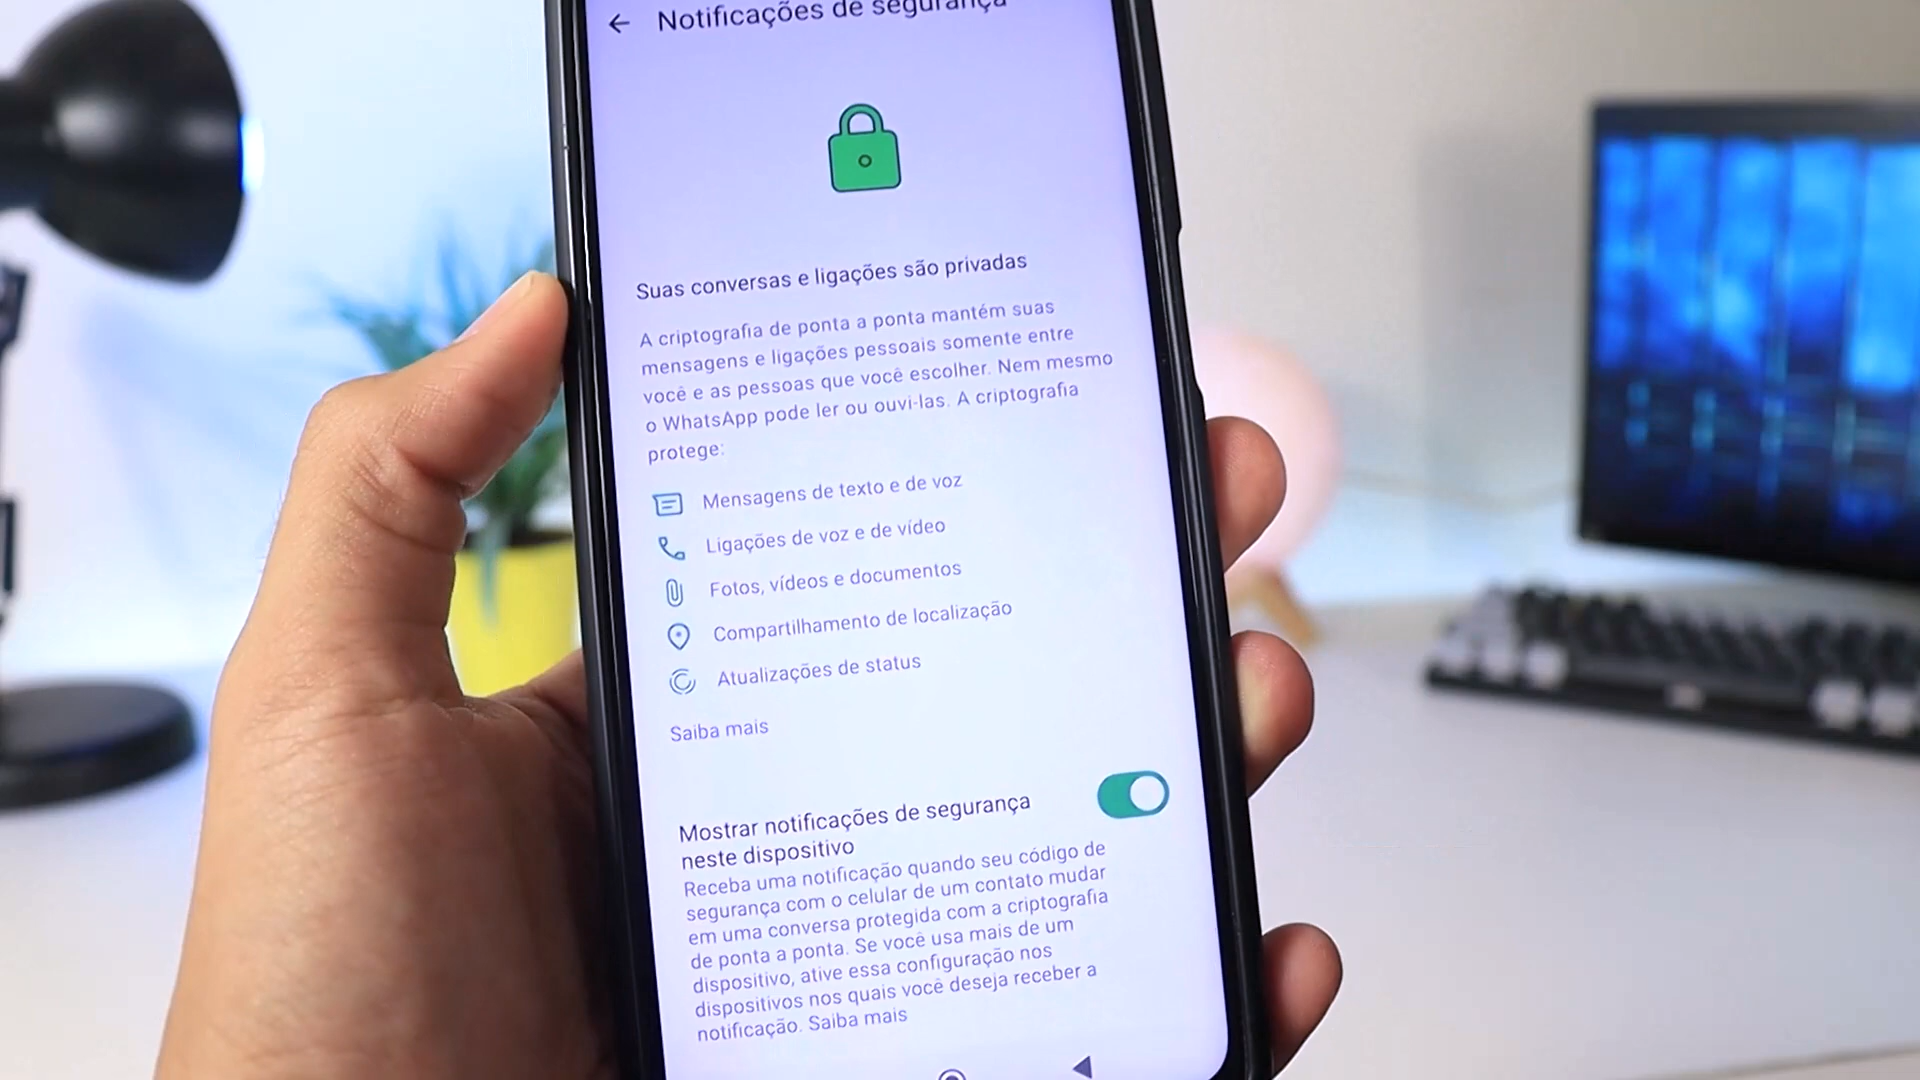 Notificações de segurança
Suas conversas e ligações são privadas
A criptografia de ponta a ponta mantém suas
mensagens e ligações pessoais somente entre
você e as pessoas que você escolher. Nem mesmo
o WhatsApp pode ler ou ouvi-las. A criptografia
protege:
Mensagens de texto e de voz
Ligações de voz e de vídeo
Fotos, vídeos e documentos
Compartilhamento de localização
Atualizações de status
Saiba mais
Mostrar notificações de segurança
neste dispositivo
Receba uma notificação quando seu código de
segurança com o celular de um contato mudar
em uma conversa protegida com a criptografia
de ponta a ponta. Se você usa mais de um
dispositivo, ative essa configuração nos
dispositivos nos quais você deseja receber a
notificação. Saiba mais